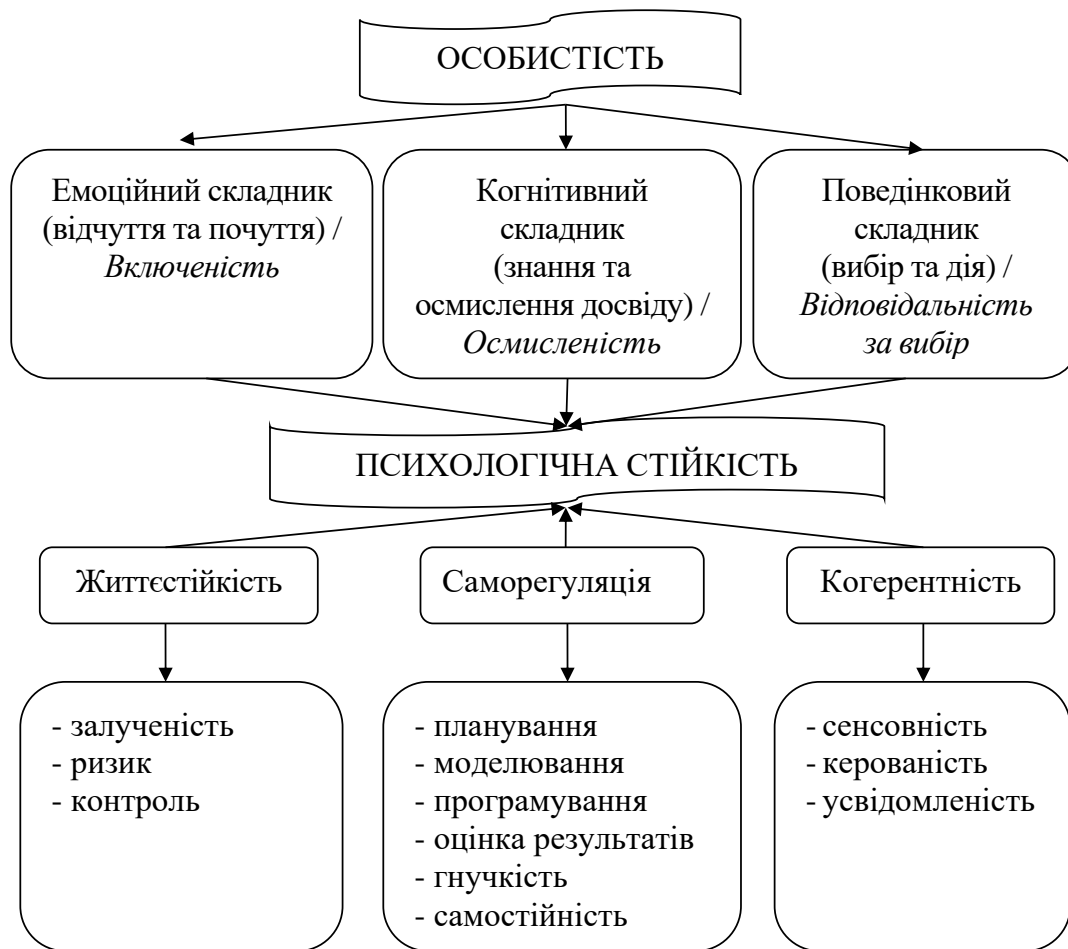 ОСОБИСТІСТЬ
Емоційний складник
(відчуття та почуття) /
Включеність
Когнітивний
складник
(знання та
осмислення досвіду) /
Осмисленість
Поведінковий
складник
(вибір та дія) /
Відповідальність
за вибір
ПСИХОЛОГІЧНА СТІЙКІСТЬ
Життєстійкість
Саморегуляція
Когерентність
- залученість
- ризик
- контроль
- планування
- моделювання
- програмування
- оцінка результатів
- гнучкість
- самостійність
- сенсовність
- керованість
- усвідомленість